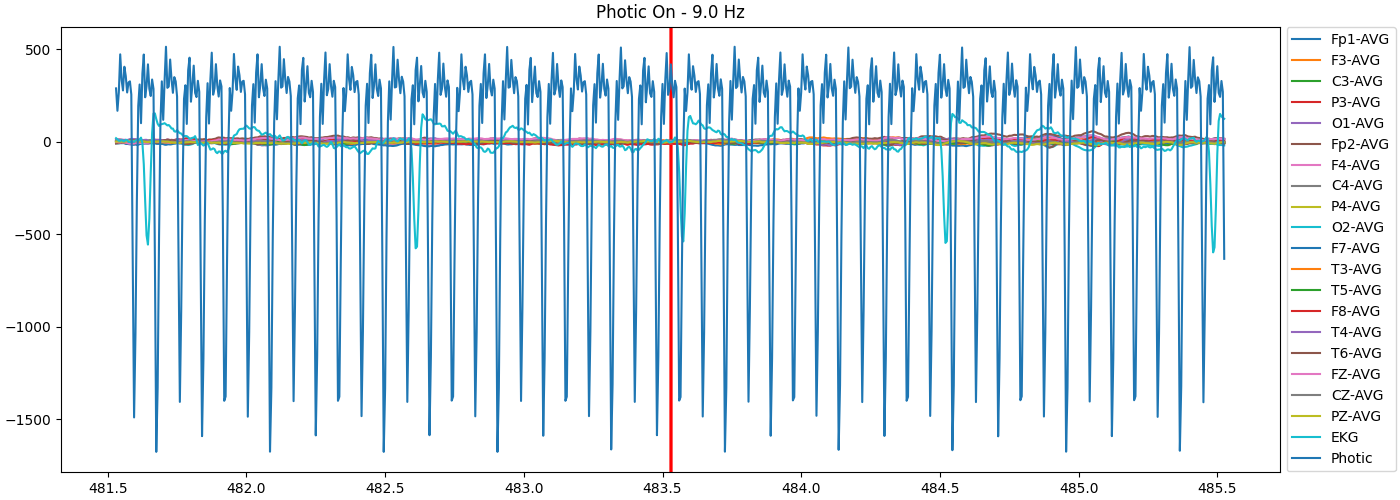 Photic On - 9.0 Hz
500
0
−500
−1000
−1500
481.5 482.0 482.5 483.0 483.5 484.0 484.5 485.0 485.5
Fp1-AVG
F3-AVG
C3-AVG
P3-AVG
O1-AVG
Fp2-AVG
F4-AVG
C4-AVG
P4-AVG
O2-AVG
F7-AVG
T3-AVG
T5-AVG
F8-AVG
T4-AVG
T6-AVG
FZ-AVG
CZ-AVG
PZ-AVG
EKG
Photic